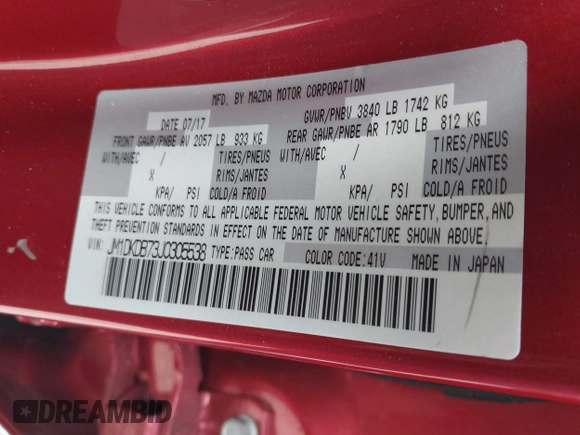 MFD. BY MAZDA MOTOR CORPORATION
DATE 07/17 GVWR/PNBV 3840 LB 1742 KG
FRONT GAWR/PNBE AV 2057 LB 933 KG REAR GAWR/PNBE AR 1790 LB 812 KG
WITH/AVEC / TIRES/PNEUS WITH/AVEC / TIRES/PNEUS
X RIMS/JANTES X RIMS/JANTES
KPA/ PSI COLD/A FROID KPA/ PSI COLD/A FROID
THIS VEHICLE CONFORMS TO ALL APPLICABLE FEDERAL MOTOR VEHICLE SAFETY, BUMPER, AND
THEFT PREVENTION STANDARDS IN EFFECT ON THE DATE OF MANUFACTURE SHOWN ABOVE.
VIN: JM1DKDB73J0305538 TYPE:PASS CAR COLOR CODE:41V MADE IN JAPAN
DREAMBID